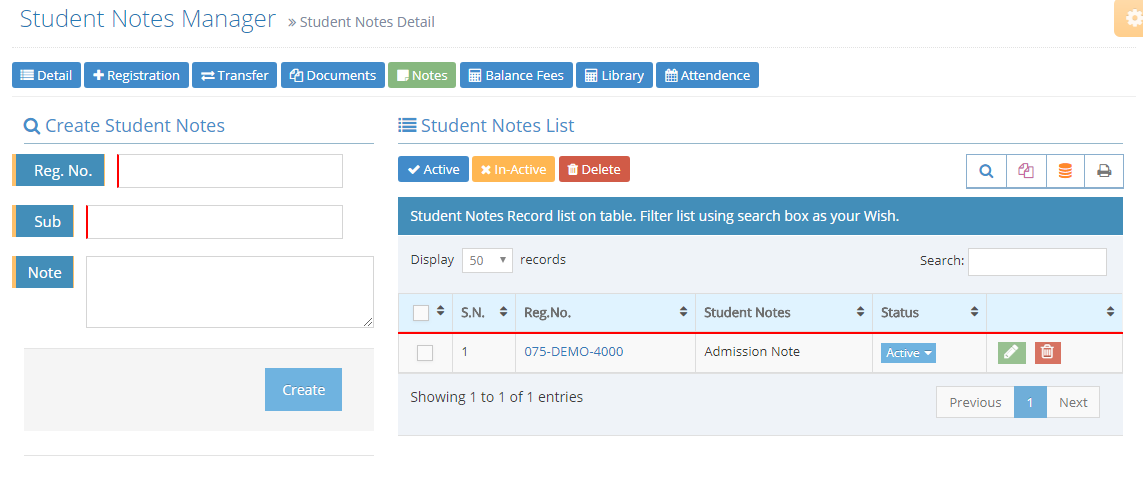 Student Notes Manager » Student Notes Detail
Detail Registration Transfer Documents Notes Balance Fees Library Attendence
Create Student Notes
Reg. No.
Sub
Note
Create
Student Notes List
Active In-Active Delete
Student Notes Record list on table. Filter list using search box as your Wish.
Display 50 records Search:
S.N. Reg.No. Student Notes Status
1 075-DEMO-4000 Admission Note Active
Showing 1 to 1 of 1 entries Previous 1 Next